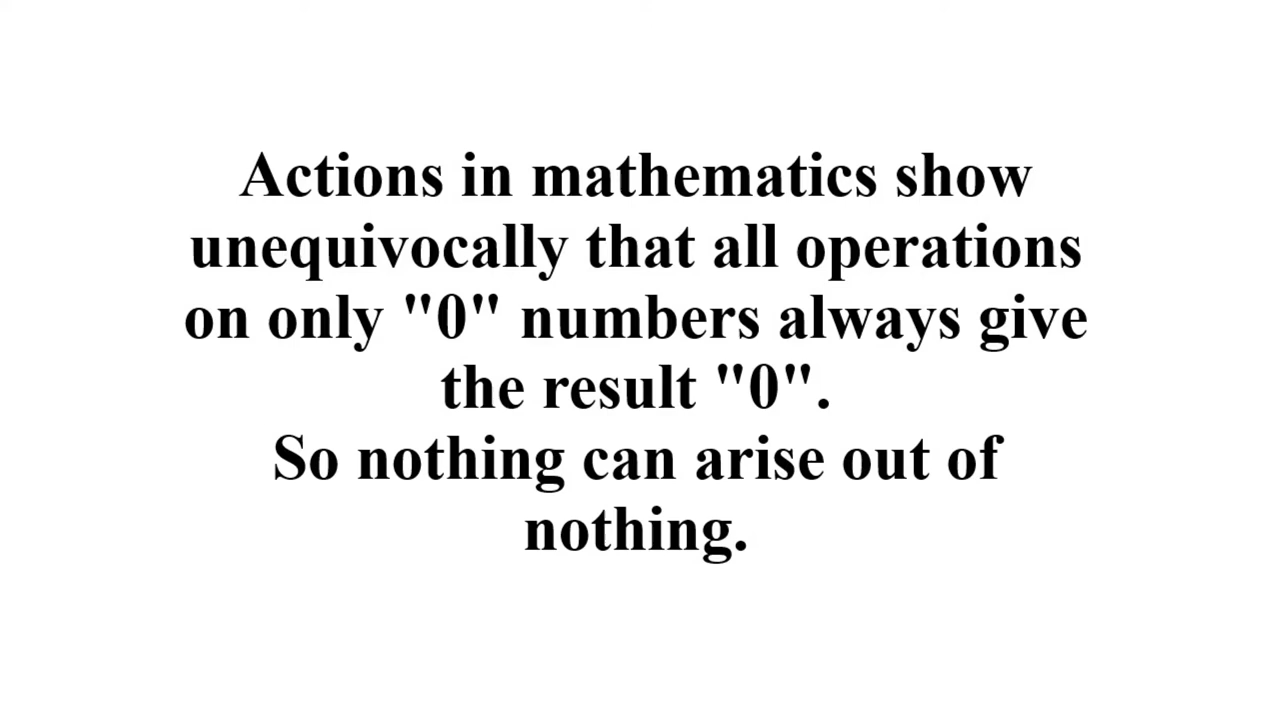 Actions in mathematics show
unequivocally that all operations
on only "0" numbers always give
the result "0".
So nothing can arise out of
nothing.